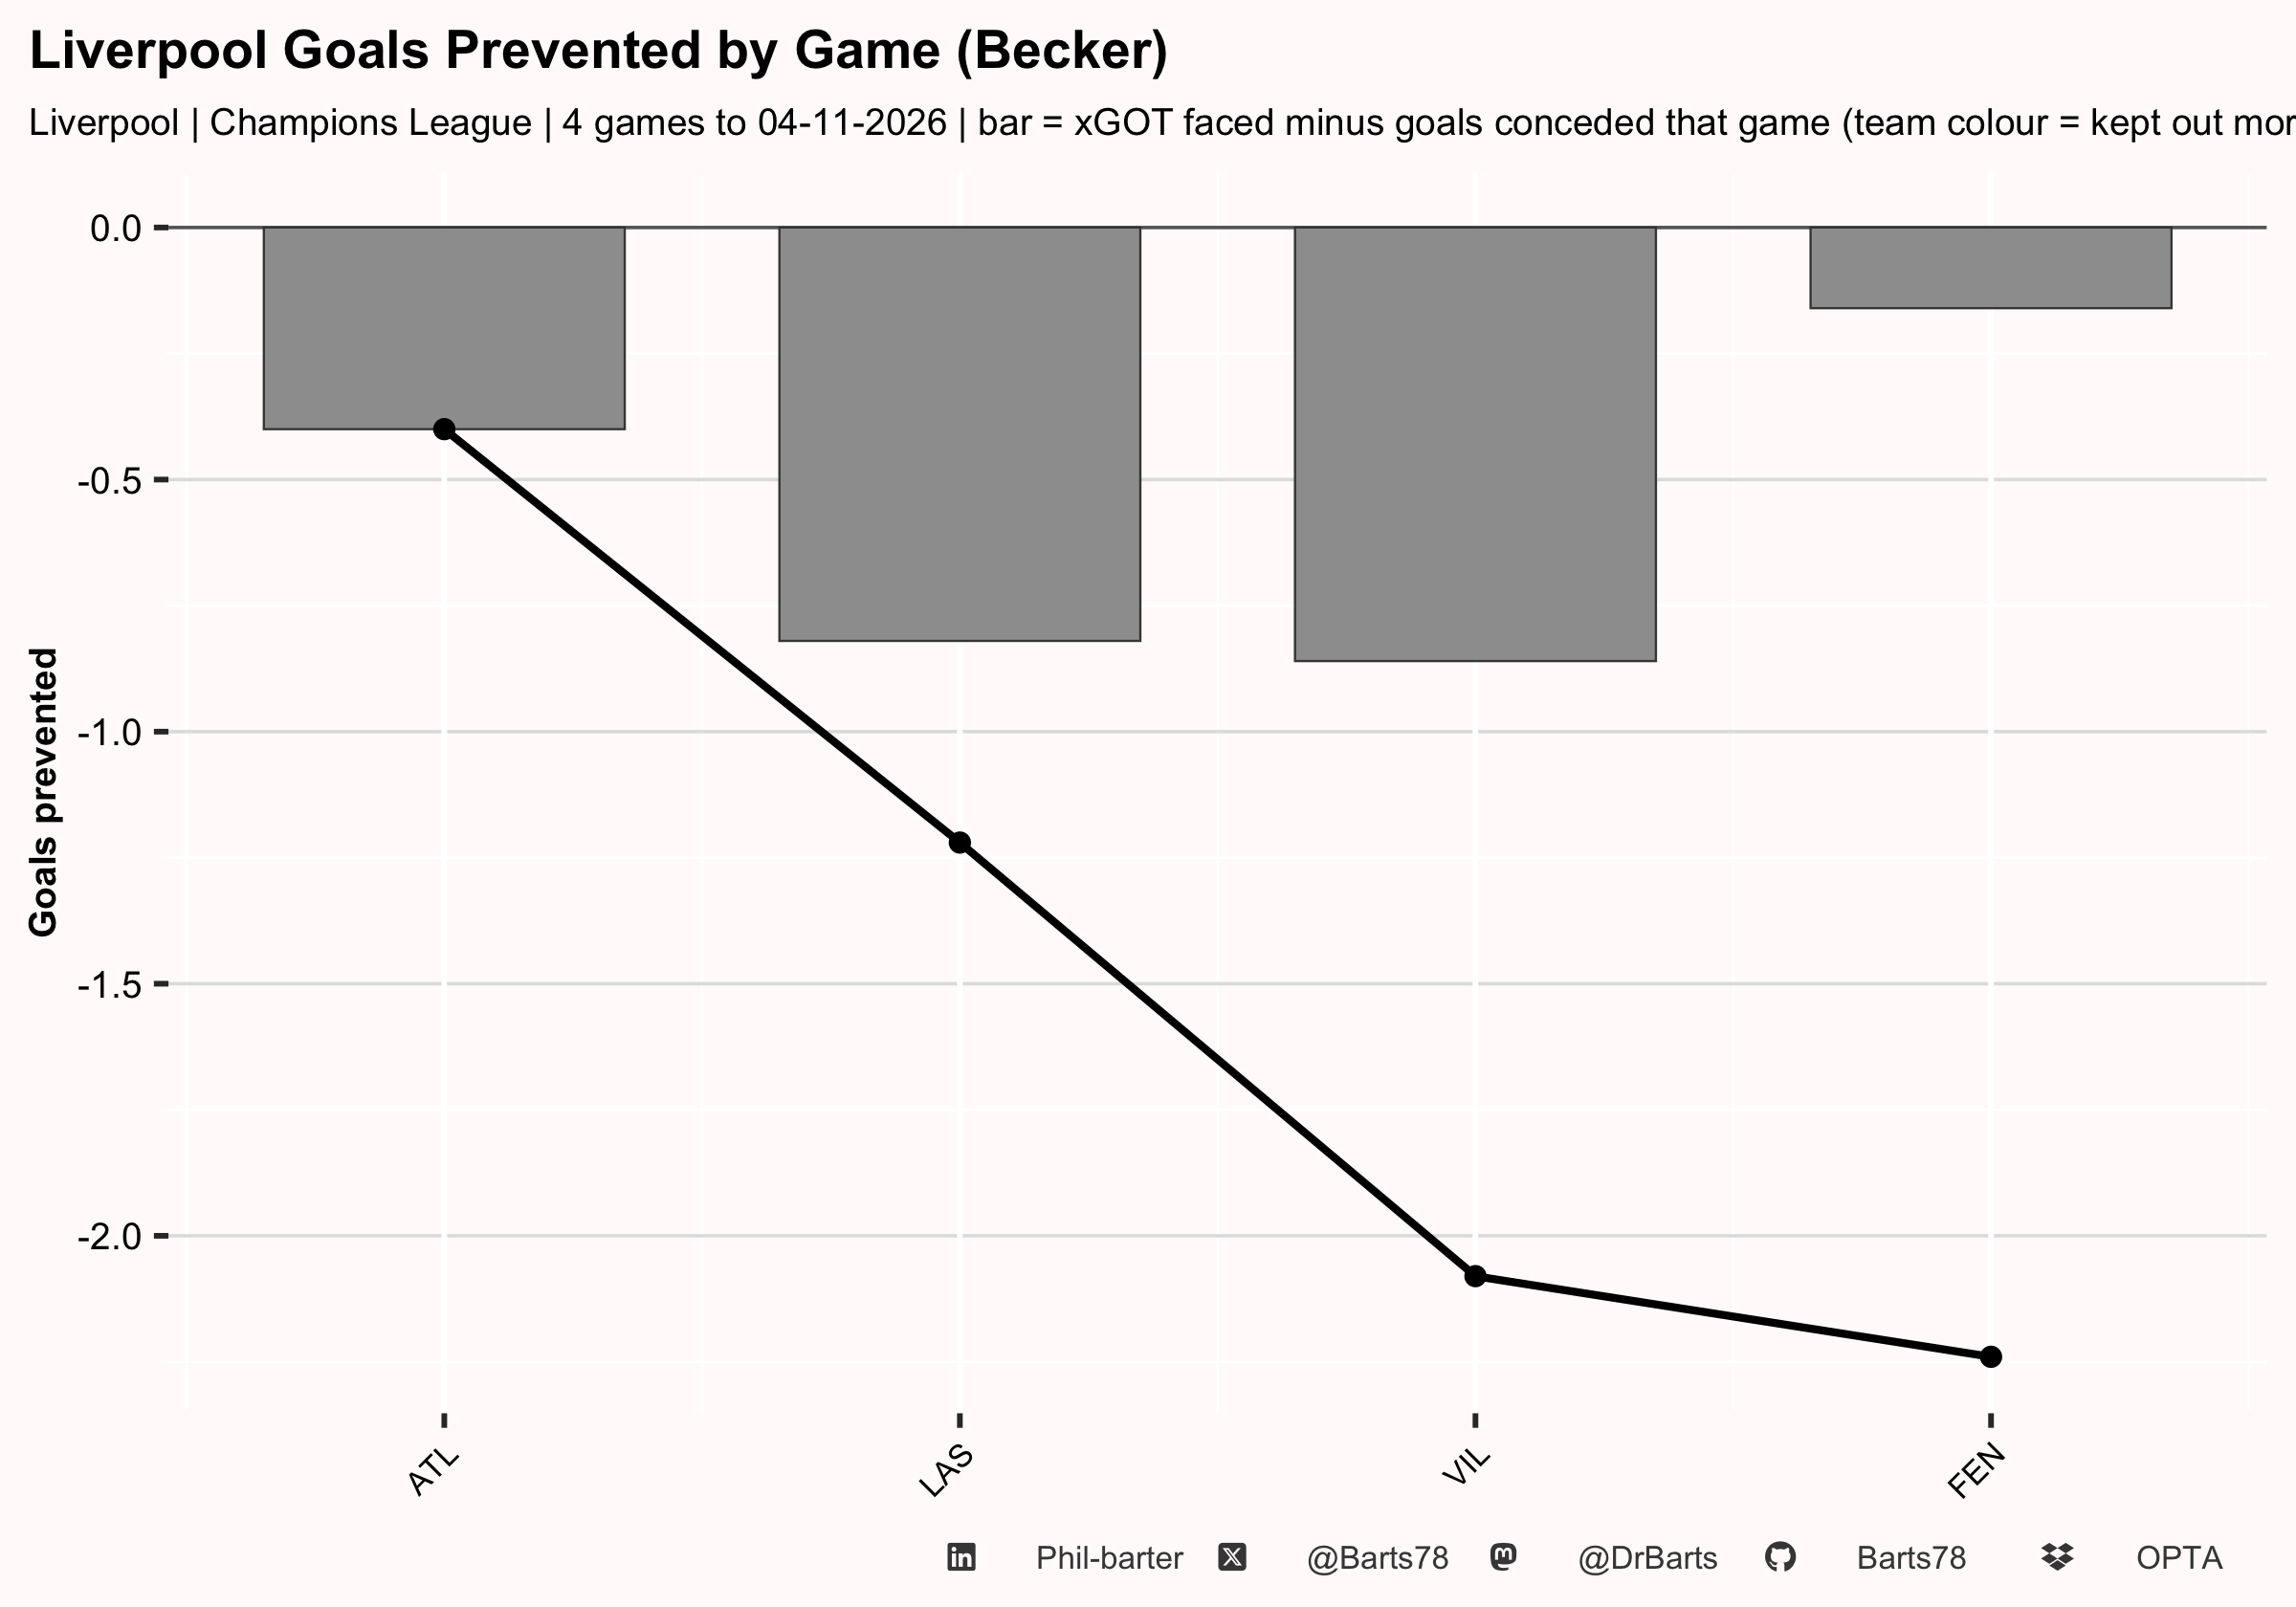 Liverpool Goals Prevented by Game (Becker)
Liverpool | Champions League | 4 games to 04-11-2026 | bar = xGOT faced minus goals conceded that game (team colour = kept out mor
0.0
-0.5
-1.0
-1.5
-2.0
Goals prevented
ATL
LAS
VIL
FEN
Phil-barter @Barts78 @DrBarts Barts78 OPTA